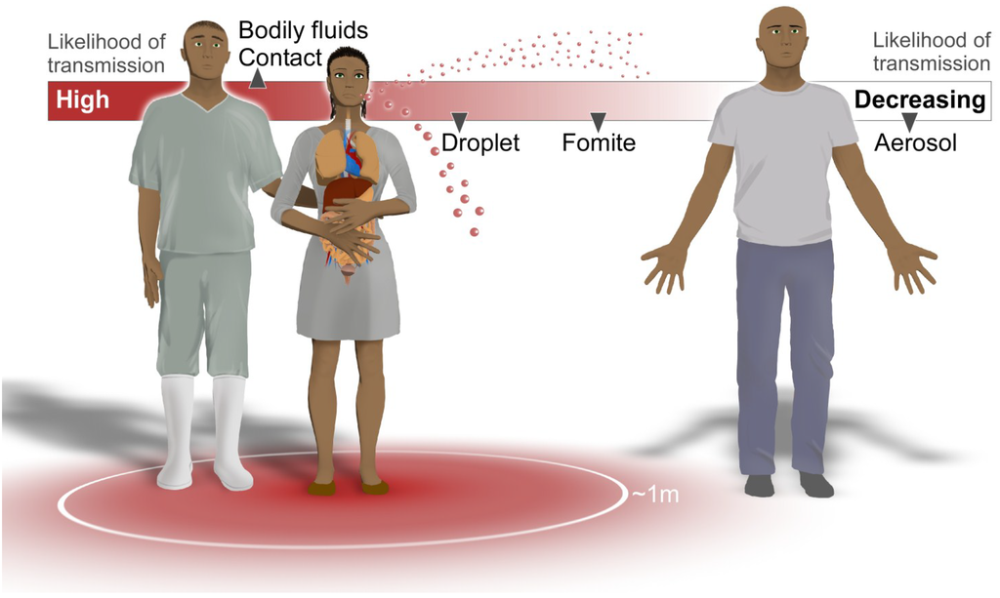 Likelihood of
transmission
High
Bodily fluids
Contact
Droplet
Fomite
Likelihood of
transmission
Decreasing
Aerosol
~1m